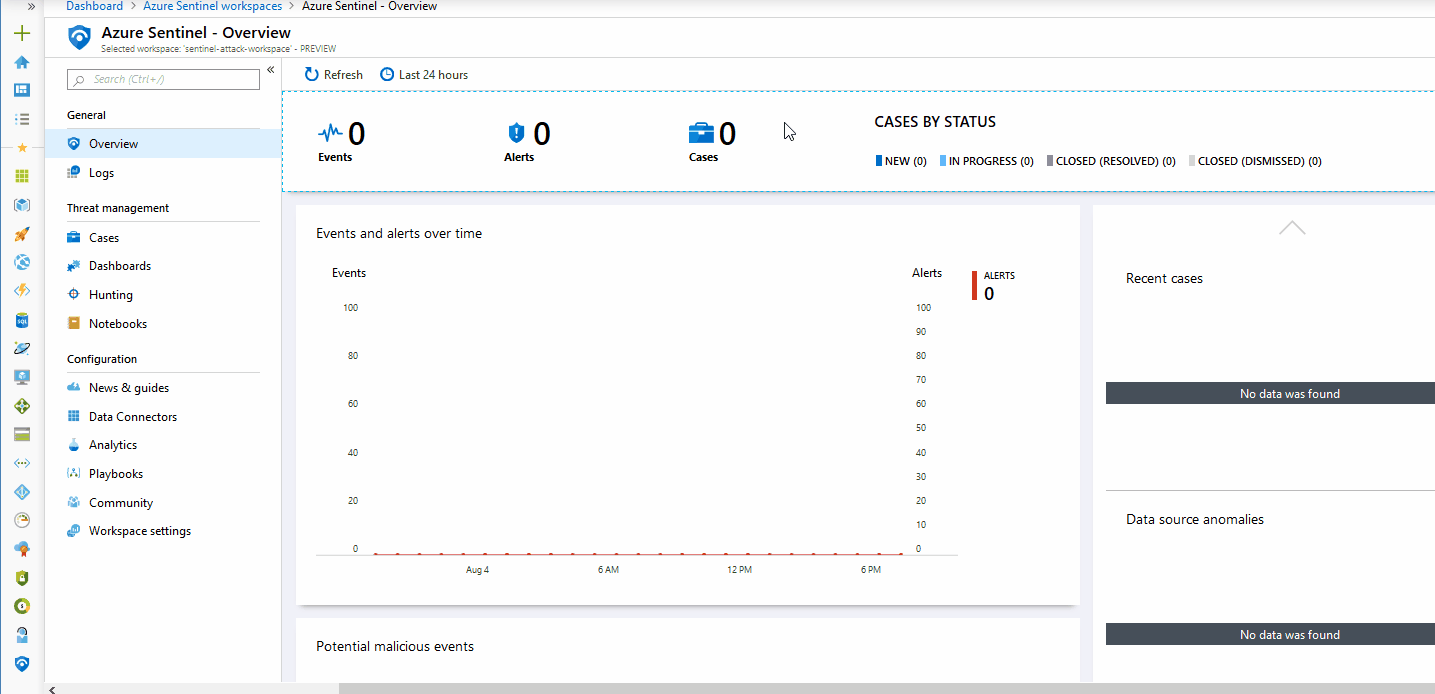 Dashboard > Azure Sentinel workspaces > Azure Sentinel - Overview
Azure Sentinel - Overview
Selected workspace: 'sentinel-attack-workspace' - PREVIEW
Search (Ctrl+/)
General
Overview
Logs
Threat management
Cases
Dashboards
Hunting
Notebooks
Configuration
News & guides
Data Connectors
Analytics
Playbooks
Community
Workspace settings
Refresh
Last 24 hours
0
Events
0
Alerts
0
Cases
CASES BY STATUS
NEW (0) IN PROGRESS (0) CLOSED (RESOLVED) (0) CLOSED (DISMISSED) (0)
Events and alerts over time
Events
100
80
60
40
20
0
Alerts
100
90
80
70
60
50
40
30
20
10
0
ALERTS
0
Aug 4 6 AM 12 PM 6 PM
Potential malicious events
Recent cases
No data was found
Data source anomalies
No data was found